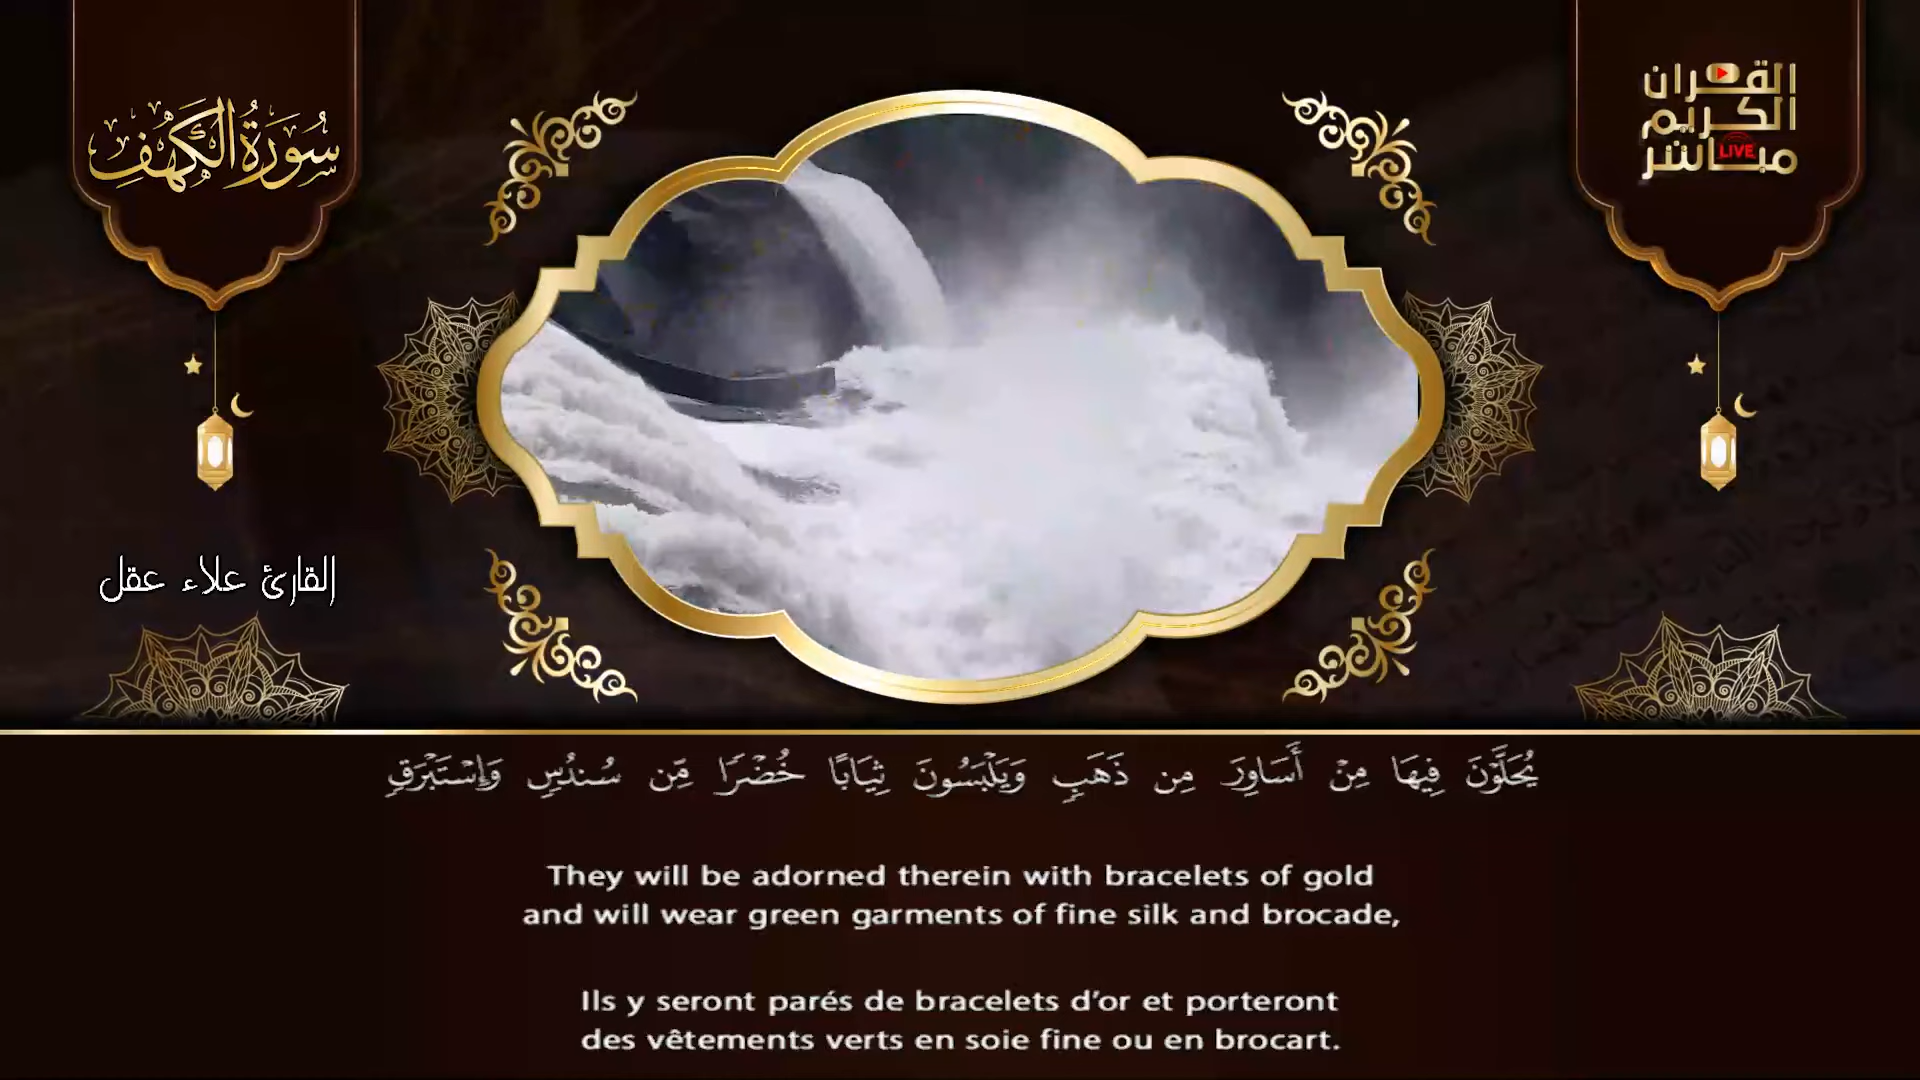 سُورَةُ الكَهْفِ
القرآن
الكريم
مباشر
LIVE
القارئ علاء عقل
يُحَلَّوْنَ فِيهَا مِنْ أَسَاوِرَ مِن ذَهَبٍ وَيَلْبَسُونَ ثِيَابًا خُضْرًا مِّن سُندُسٍ وَإِسْتَبْرَقٍ
They will be adorned therein with bracelets of gold
and will wear green garments of fine silk and brocade,
Ils y seront parés de bracelets d’or et porteront
des vêtements verts en soie fine ou en brocart.